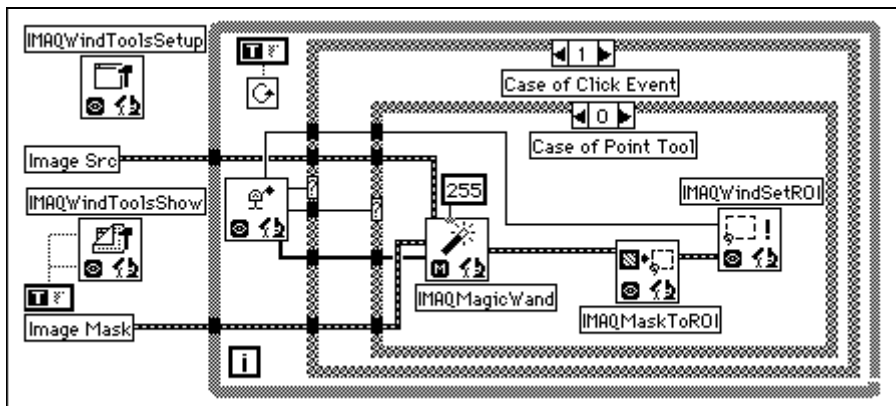 IMAQWindToolsSetup
T F
1
Case of Click Event
0
Case of Point Tool
Image Src
255
IMAQWindSetROI
IMAQWindToolsShow
?
?
!
M
IMAQMagicWand
T F
IMAQMaskToROI
Image Mask
i